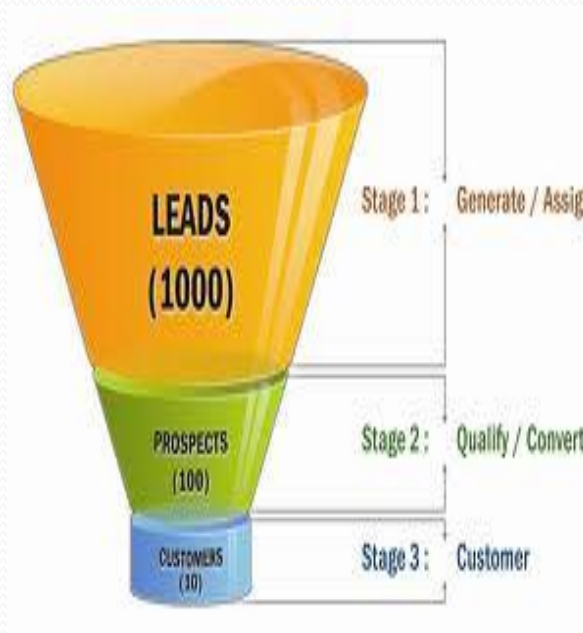 LEADS
(1000)
Stage 1 : Generate / Assig
PROSPECTS
(100)
Stage 2 : Qualify / Convert
CUSTOMERS
(10)
Stage 3 : Customer